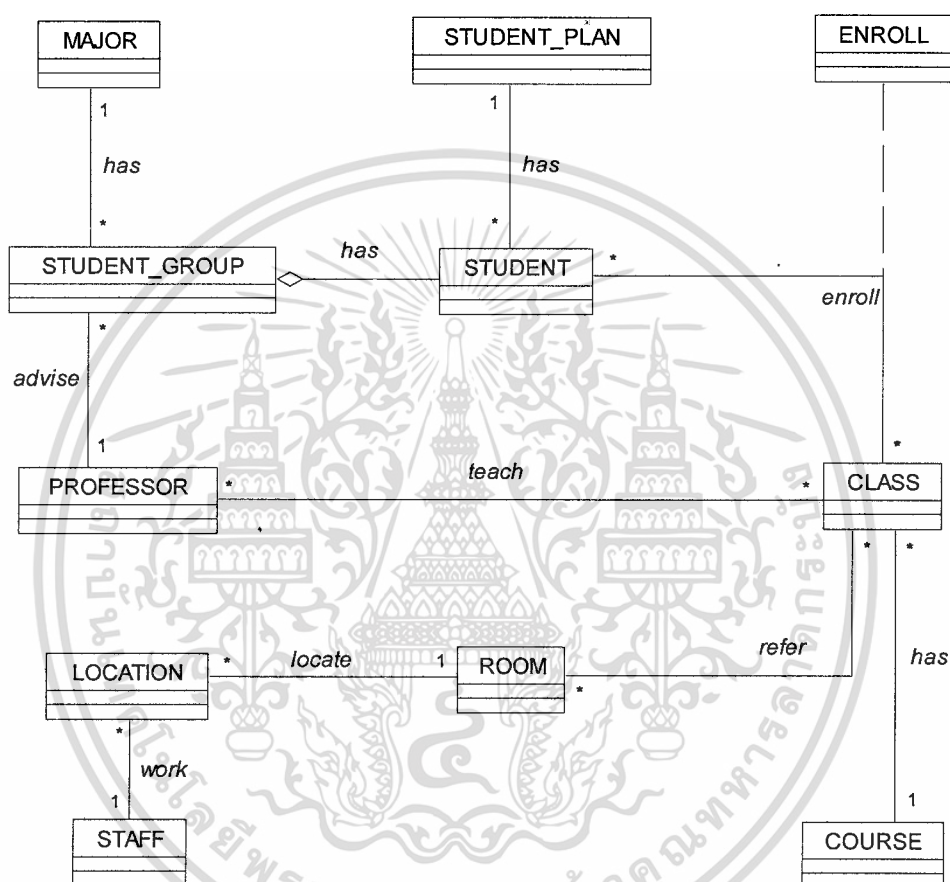 MAJOR STUDENT_PLAN ENROLL
1 1
has has
* *
has
STUDENT_GROUP STUDENT *
enroll
*
advise
1 *
teach
PROFESSOR * * CLASS
* *
locate refer has
LOCATION * 1 ROOM
*
*
work
1 1
STAFF COURSE